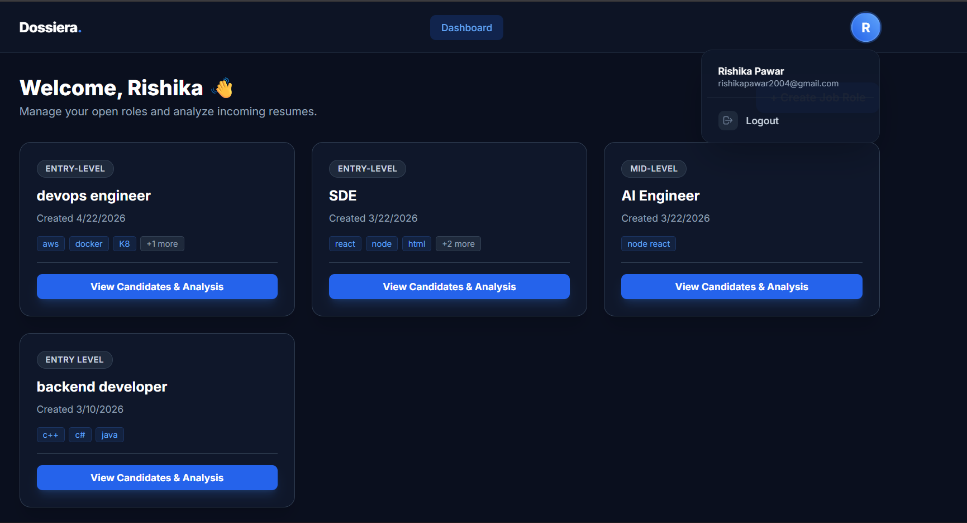 Dossiera.
Dashboard
R
Rishika Pawar
rishikapawar2004@gmail.com
Logout
Welcome, Rishika 👋
Manage your open roles and analyze incoming resumes.
ENTRY-LEVEL
devops engineer
Created 4/22/2026
aws docker K8 +1 more
View Candidates & Analysis
ENTRY-LEVEL
SDE
Created 3/22/2026
react node html +2 more
View Candidates & Analysis
MID-LEVEL
AI Engineer
Created 3/22/2026
node react
View Candidates & Analysis
ENTRY LEVEL
backend developer
Created 3/10/2026
c++ c# java
View Candidates & Analysis